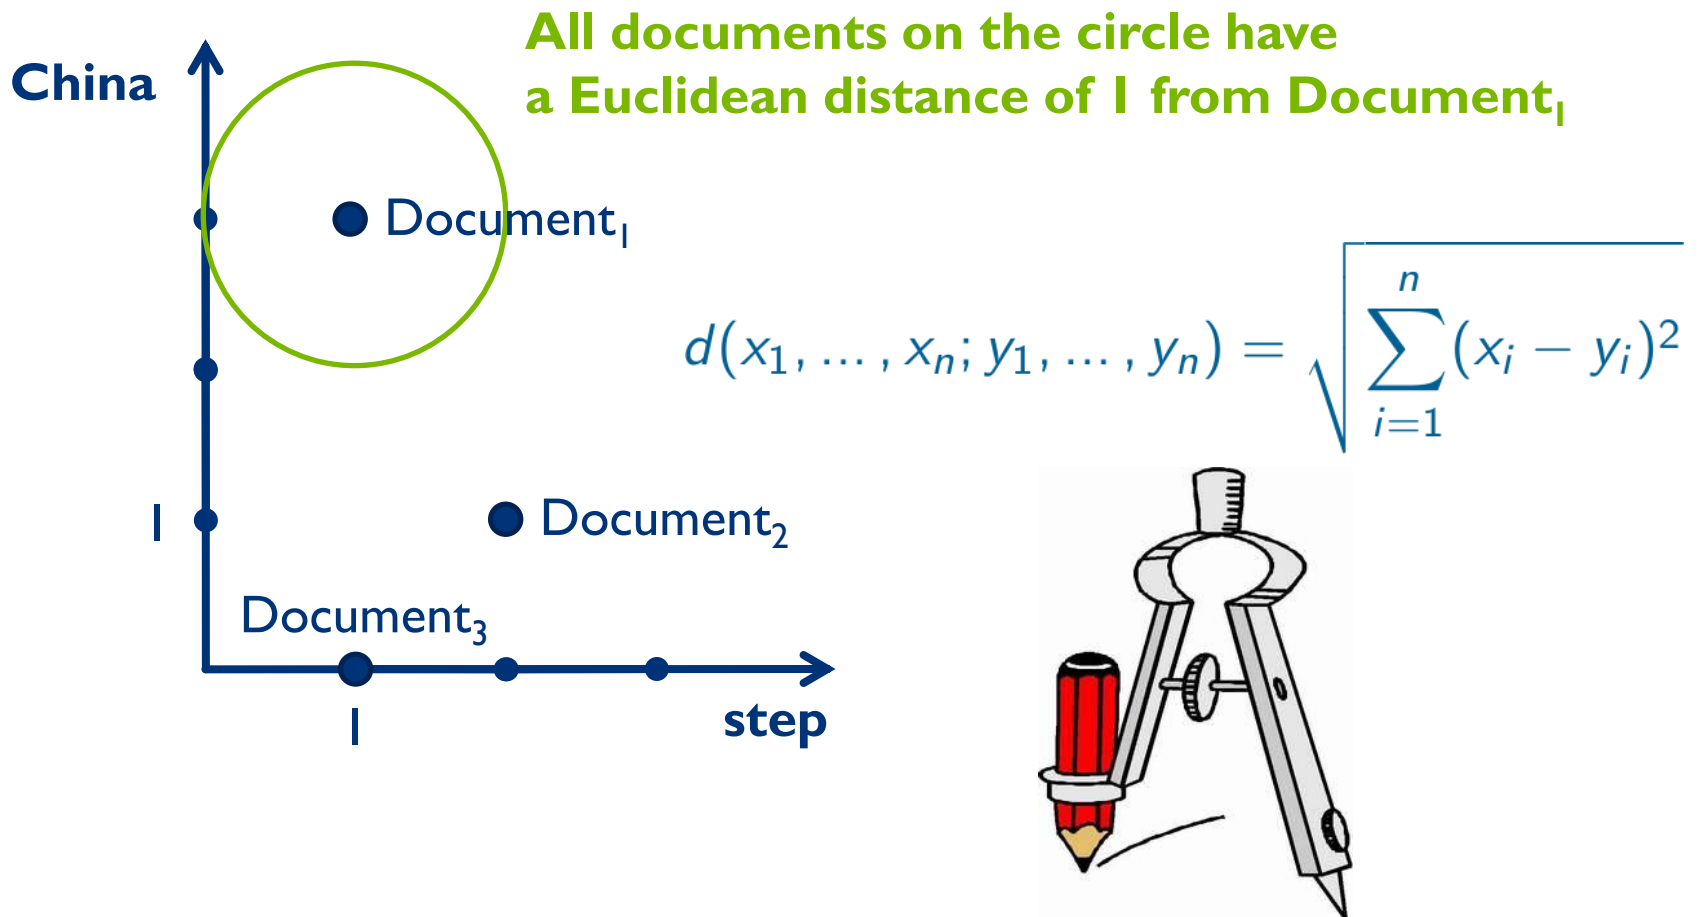 All documents on the circle have
a Euclidean distance of 1 from Document₁
China
Document₁
d(x₁, ... , xₙ; y₁, ... , yₙ) = √∑ⁿᵢ₌₁(xᵢ − yᵢ)²
1
Document₂
Document₃
1
step